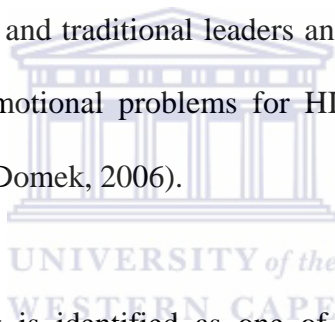 and traditional leaders an
motional problems for HI
Domek, 2006).
UNIVERSITY of the
WESTERN CAPE
is identified as one of